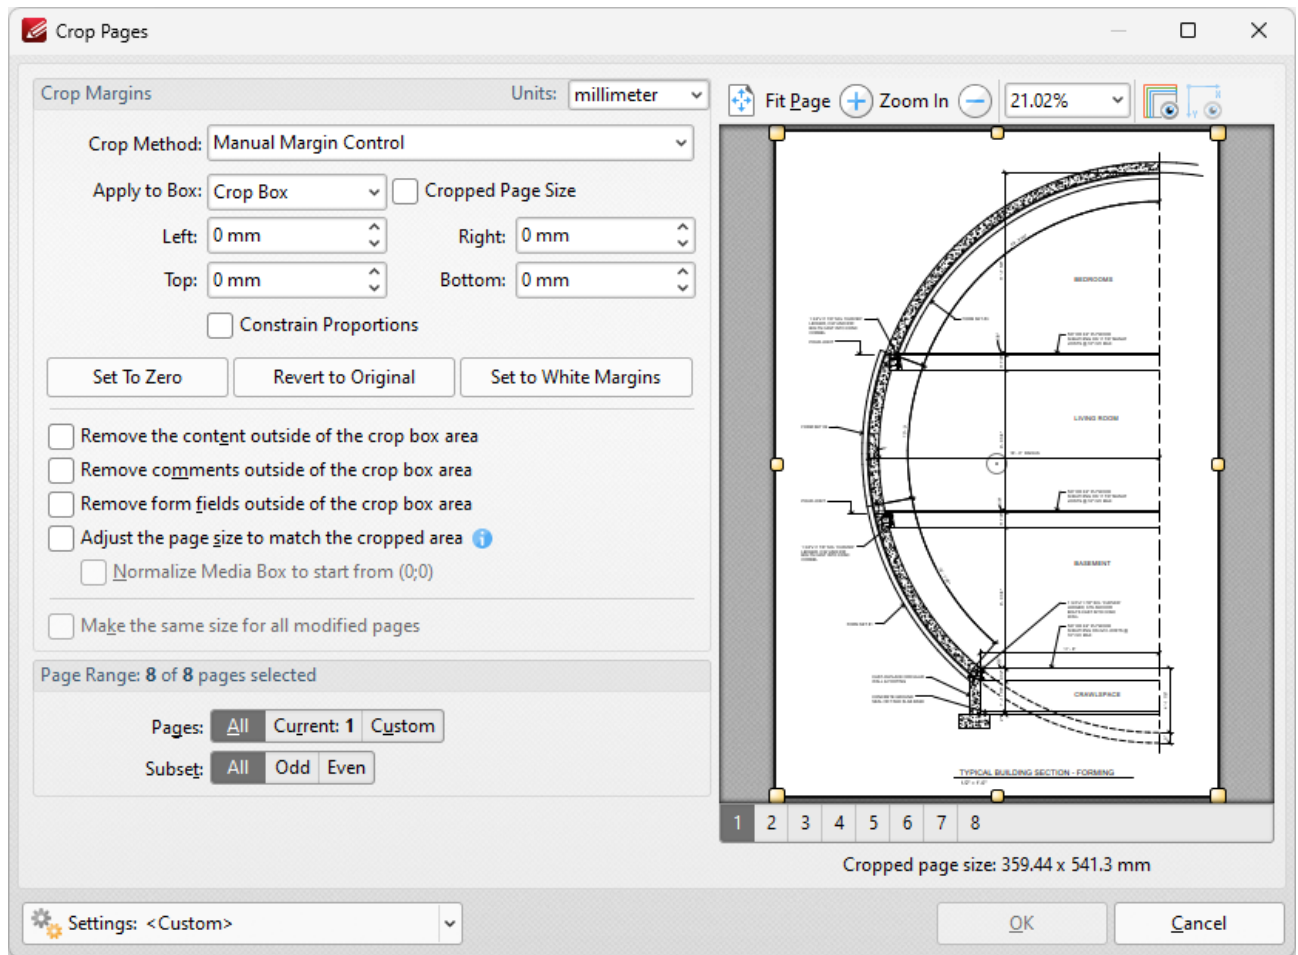 Crop Pages
Crop Margins
Units: millimeter
Crop Method: Manual Margin Control
Apply to Box: Crop Box
Cropped Page Size
Left: 0 mm
Right: 0 mm
Top: 0 mm
Bottom: 0 mm
Constrain Proportions
Set To Zero
Revert to Original
Set to White Margins
Remove the content outside of the crop box area
Remove comments outside of the crop box area
Remove form fields outside of the crop box area
Adjust the page size to match the cropped area
Normalize Media Box to start from (0;0)
Make the same size for all modified pages
Page Range: 8 of 8 pages selected
Pages: All Current: 1 Custom
Subset: All Odd Even
Fit Page Zoom In 21.02%
BEDROOMS
LIVING ROOM
BASEMENT
CRAWLSPACE
TYPICAL BUILDING SECTION - FORMING
1 2 3 4 5 6 7 8
Cropped page size: 359.44 x 541.3 mm
Settings: <Custom>
OK
Cancel